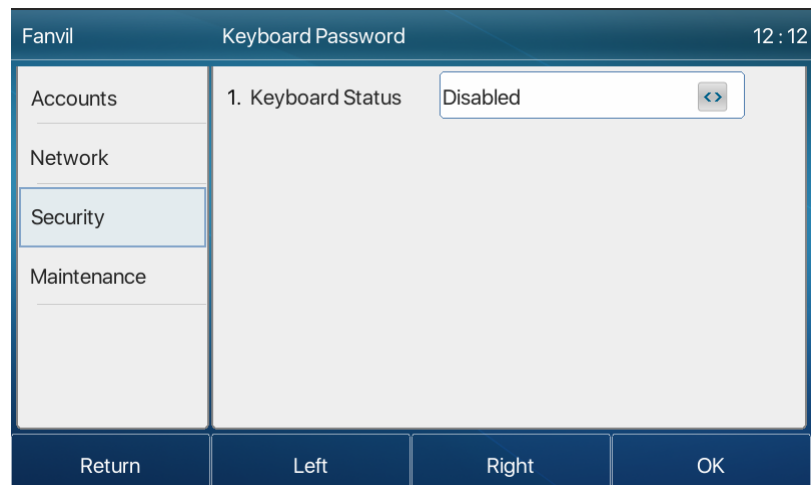 Fanvil Keyboard Password 12:12
Accounts
Network
Security
Maintenance
1. Keyboard Status Disabled
Return Left Right OK